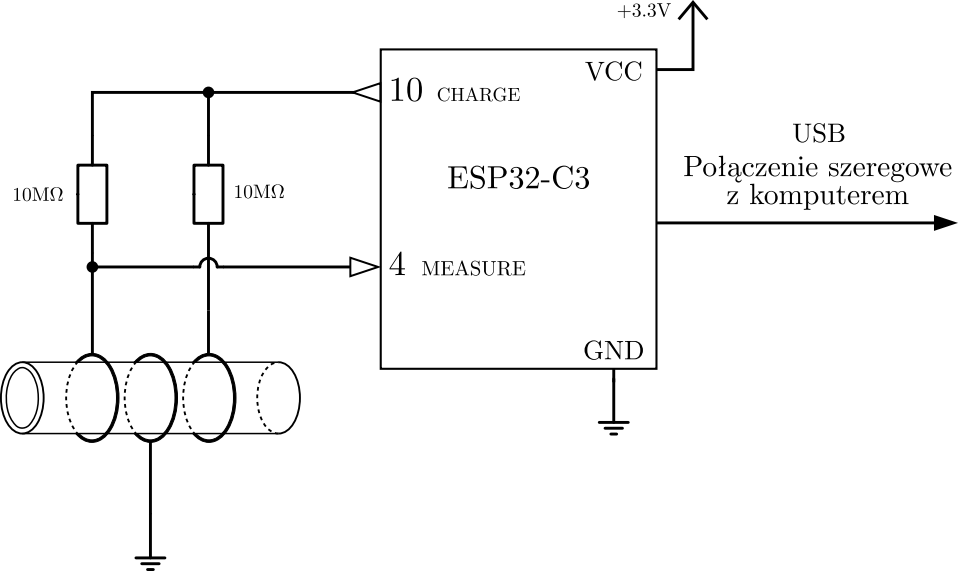 +3.3V
VCC
10 CHARGE
USB
Połączenie szeregowe
z komputerem
ESP32-C3
10MΩ
10MΩ
4 MEASURE
GND